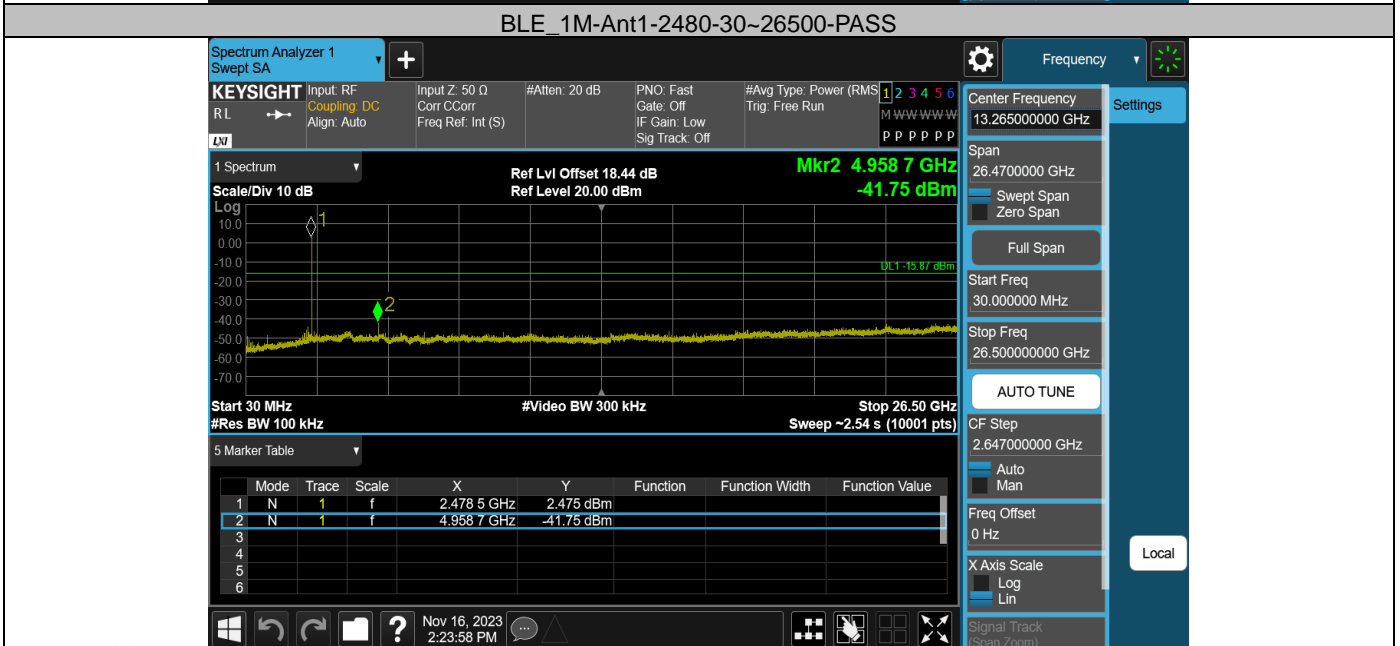 BLE_1M-Ant1-2480-30~26500-PASS
Spectrum Analyzer 1
Swept SA
+
Frequency
KEYSIGHT
RL
LXI
Input: RF
Coupling: DC
Align: Auto
Input Z: 50 Ω
Corr CCorr
Freq Ref: Int (S)
#Atten: 20 dB
PNO: Fast
Gate: Off
IF Gain: Low
Sig Track: Off
#Avg Type: Power (RMS
Trig: Free Run
1 2 3 4 5 6
M W W W W W
P P P P P P
Center Frequency
13.265000000 GHz
Settings
Span
26.4700000 GHz
Swept Span
Zero Span
Full Span
Start Freq
30.000000 MHz
Stop Freq
26.500000000 GHz
AUTO TUNE
CF Step
2.647000000 GHz
Auto
Man
Freq Offset
0 Hz
X Axis Scale
Log
Lin
Signal Track
(Span Zoom)
Local
1 Spectrum
Scale/Div 10 dB
Ref Lvl Offset 18.44 dB
Ref Level 20.00 dBm
Mkr2 4.958 7 GHz
-41.75 dBm
Log
10.0
0.00
-10.0
-20.0
-30.0
-40.0
-50.0
-60.0
-70.0
1
2
DL1 -15.87 dBm
Start 30 MHz
#Video BW 300 kHz
Stop 26.50 GHz
#Res BW 100 kHz
Sweep ~2.54 s (10001 pts)
5 Marker Table
Mode Trace Scale X Y Function Function Width Function Value
1 N 1 f 2.478 5 GHz 2.475 dBm
2 N 1 f 4.958 7 GHz -41.75 dBm
3
4
5
6
?
Nov 16, 2023
2:23:58 PM